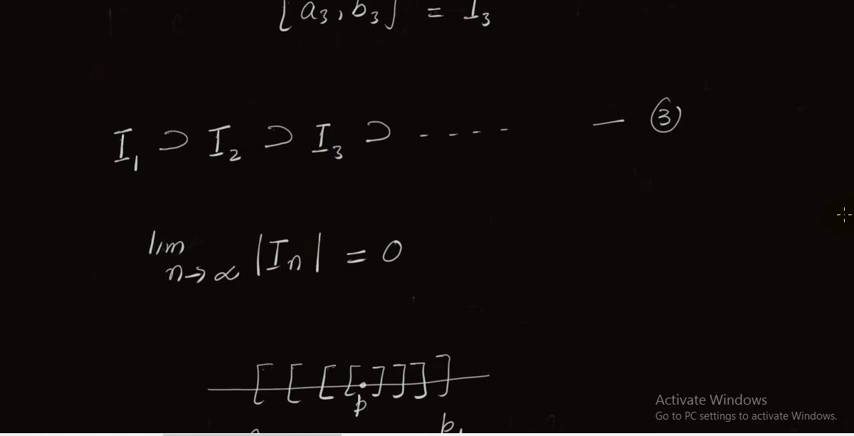 [a₃, b₃] = I₃
I₁ ⊃ I₂ ⊃ I₃ ⊃ ---- — ③
lim n→∝ |Iₙ| = 0
[ [ [ [.] ] ] ]
p
b₁
Activate Windows
Go to PC settings to activate Windows.